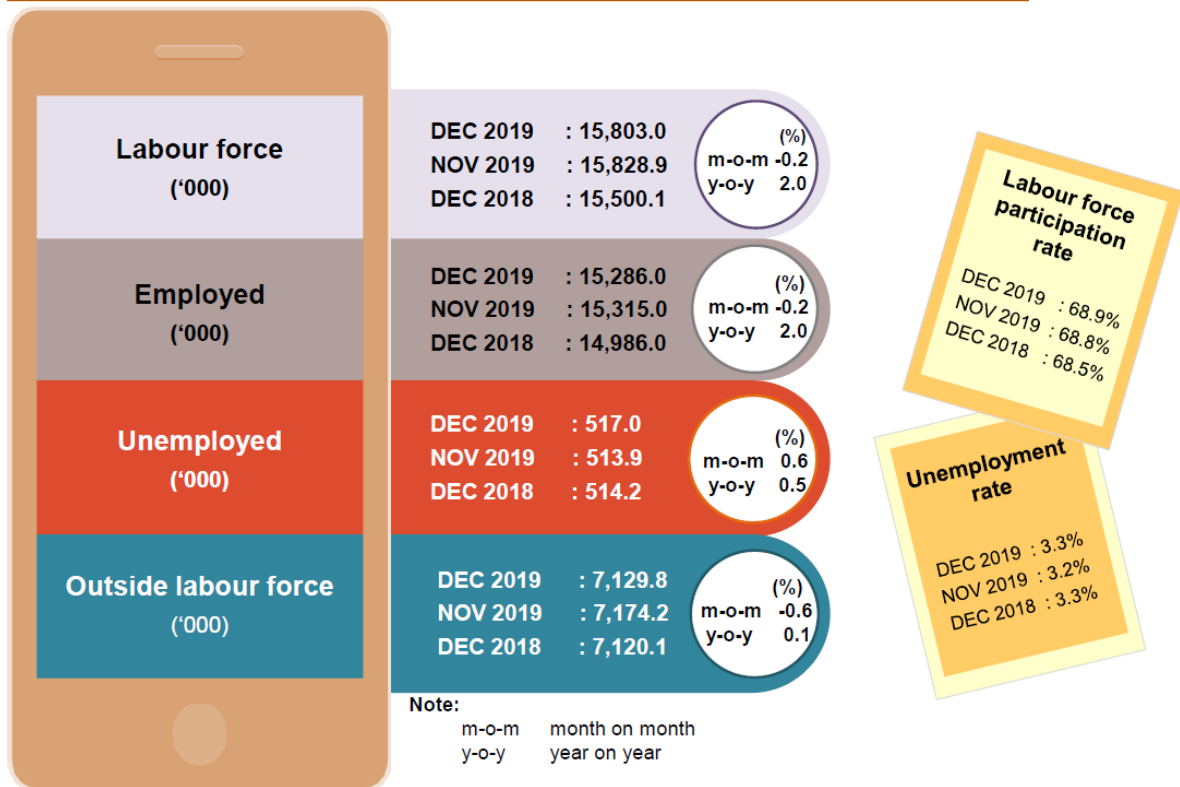 Labour force
(‘000)
DEC 2019 : 15,803.0
NOV 2019 : 15,828.9
DEC 2018 : 15,500.1
(%)
m-o-m -0.2
y-o-y 2.0
Employed
(‘000)
DEC 2019 : 15,286.0
NOV 2019 : 15,315.0
DEC 2018 : 14,986.0
(%)
m-o-m -0.2
y-o-y 2.0
Unemployed
(‘000)
DEC 2019 : 517.0
NOV 2019 : 513.9
DEC 2018 : 514.2
(%)
m-o-m 0.6
y-o-y 0.5
Outside labour force
(‘000)
DEC 2019 : 7,129.8
NOV 2019 : 7,174.2
DEC 2018 : 7,120.1
(%)
m-o-m -0.6
y-o-y 0.1
Note:
m-o-m month on month
y-o-y year on year
Labour force
participation
rate
DEC 2019 : 68.9%
NOV 2019 : 68.8%
DEC 2018 : 68.5%
Unemployment
rate
DEC 2019 : 3.3%
NOV 2019 : 3.2%
DEC 2018 : 3.3%